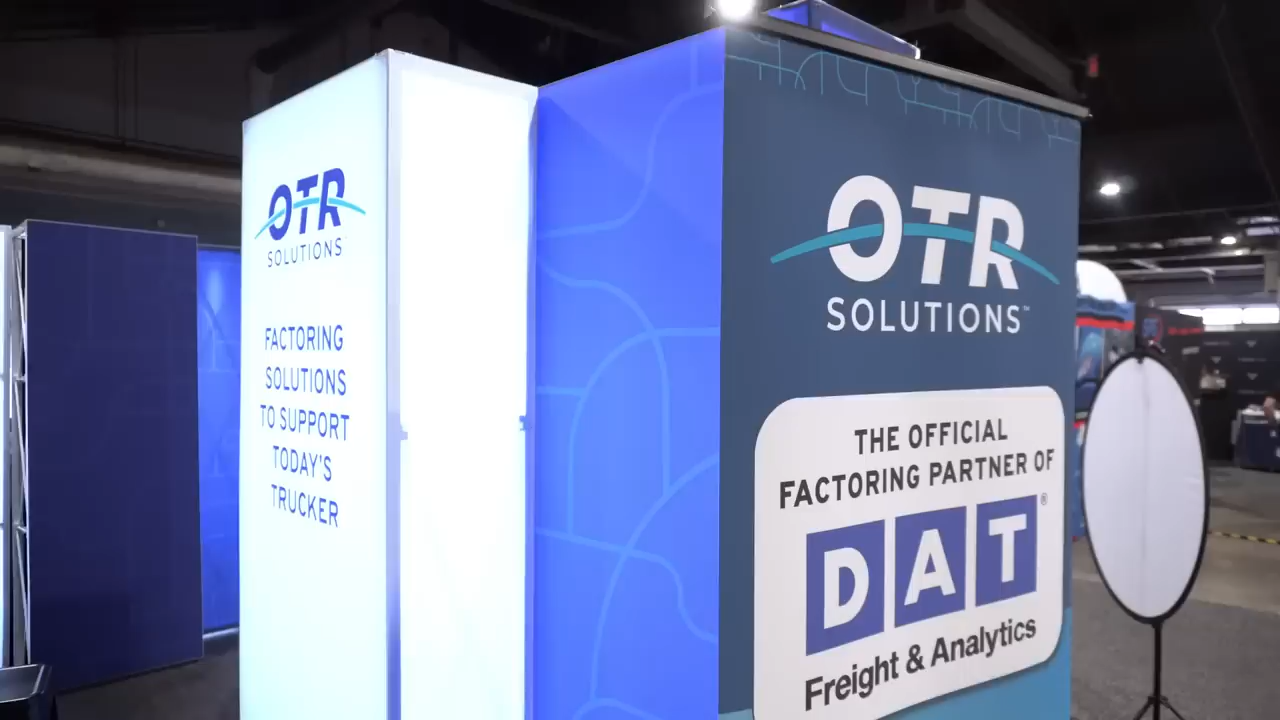 OTR
SOLUTIONS
FACTORING
SOLUTIONS
TO SUPPORT
TODAY'S
TRUCKER
OTR
SOLUTIONS™
THE OFFICIAL
FACTORING PARTNER OF
DAT®
Freight & Analytics